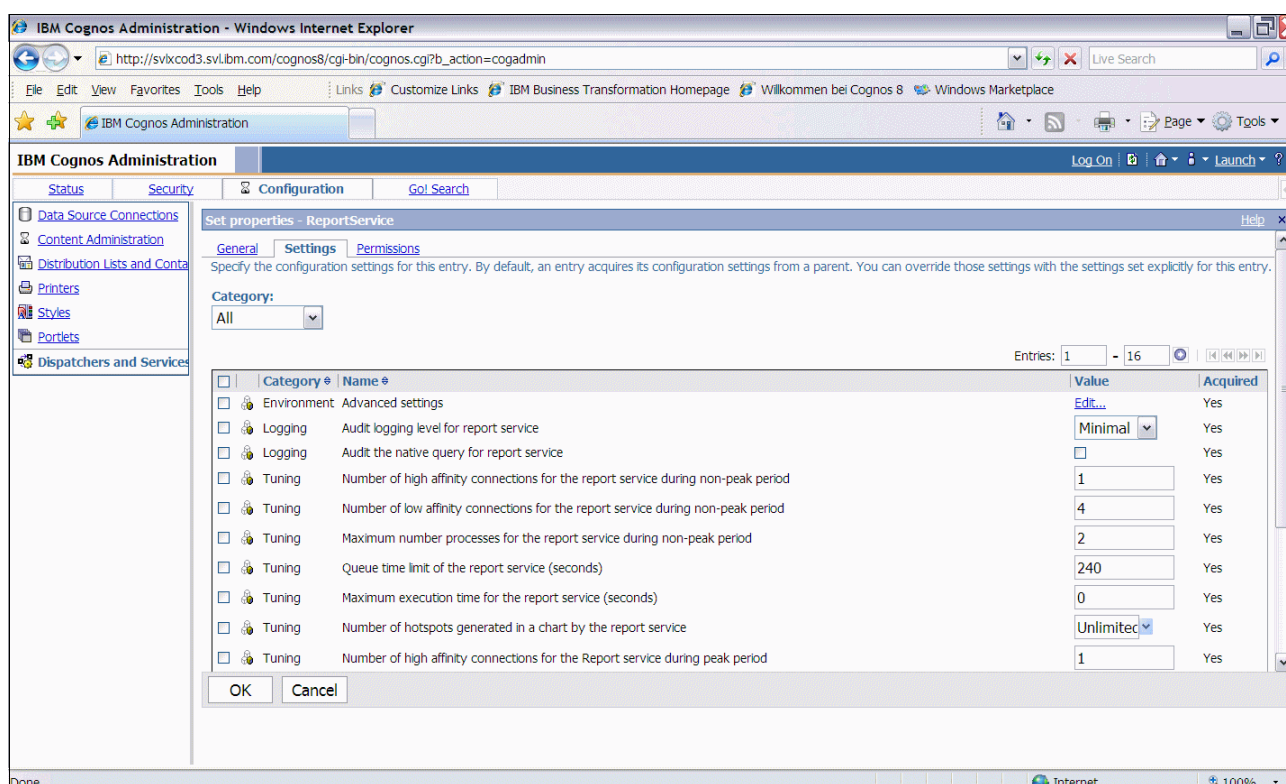 IBM Cognos Administration - Windows Internet Explorer
http://svlxcod3.svl.ibm.com/cognos8/cgi-bin/cognos.cgi?b_action=cogadmin
Live Search
File Edit View Favorites Tools Help
Links Customize Links IBM Business Transformation Homepage Willkommen bei Cognos 8 Windows Marketplace
IBM Cognos Administration
Page Tools
IBM Cognos Administration
Log On Launch ?
Status Security Configuration Go! Search
Data Source Connections
Content Administration
Distribution Lists and Conta
Printers
Styles
Portlets
Dispatchers and Services
Set properties - ReportService Help x
General Settings Permissions
Specify the configuration settings for this entry. By default, an entry acquires its configuration settings from a parent. You can override those settings with the settings set explicitly for this entry.
Category:
All
Entries: 1 - 16
Category Name Value Acquired
Environment Advanced settings Edit... Yes
Logging Audit logging level for report service Minimal Yes
Logging Audit the native query for report service Yes
Tuning Number of high affinity connections for the report service during non-peak period 1 Yes
Tuning Number of low affinity connections for the report service during non-peak period 4 Yes
Tuning Maximum number processes for the report service during non-peak period 2 Yes
Tuning Queue time limit of the report service (seconds) 240 Yes
Tuning Maximum execution time for the report service (seconds) 0 Yes
Tuning Number of hotspots generated in a chart by the report service Unlimited Yes
Tuning Number of high affinity connections for the Report service during peak period 1 Yes
OK Cancel
Done Internet 100%